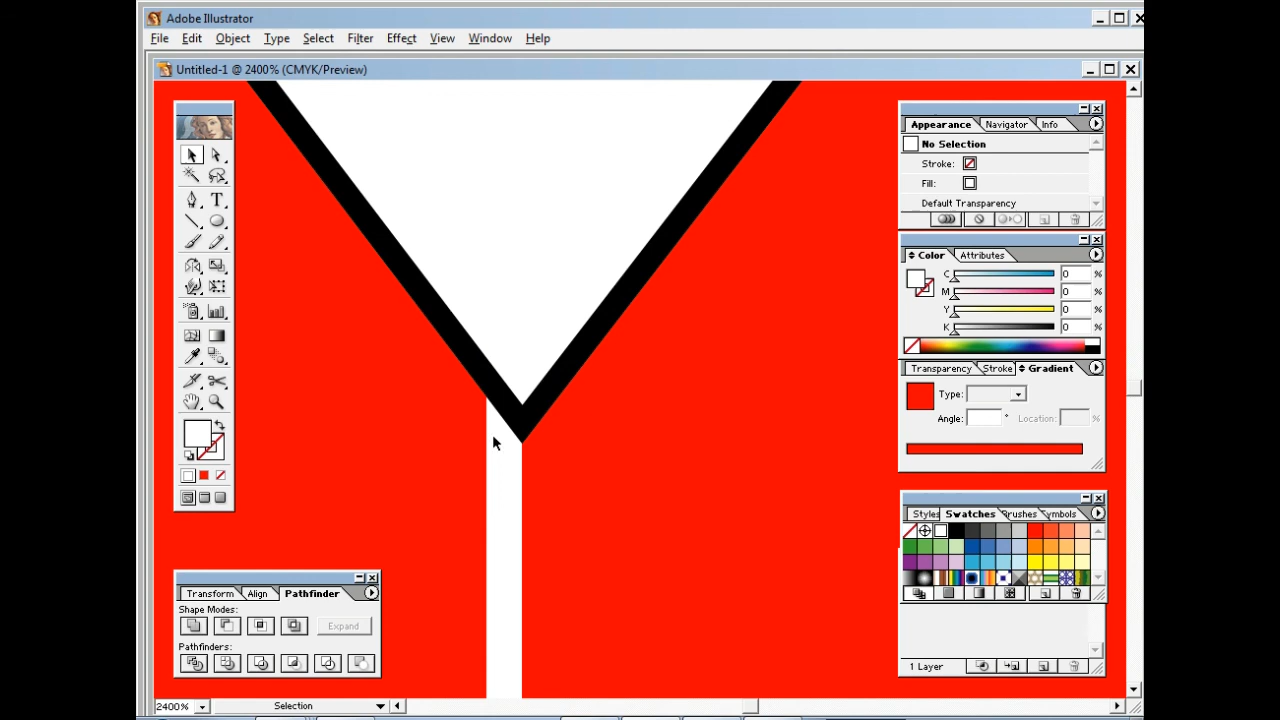 Adobe Illustrator
File Edit Object Type Select Filter Effect View Window Help
Untitled-1 @ 2400% (CMYK/Preview)
Appearance Navigator Info
No Selection
Stroke:
Fill:
Default Transparency
Color Attributes
C 0 %
M 0 %
Y 0 %
K 0 %
Transparency Stroke Gradient
Type:
Angle: ° Location: %
Styles Swatches Brushes Symbols
1 Layer
Transform Align Pathfinder
Shape Modes:
Expand
Pathfinders:
2400% Selection